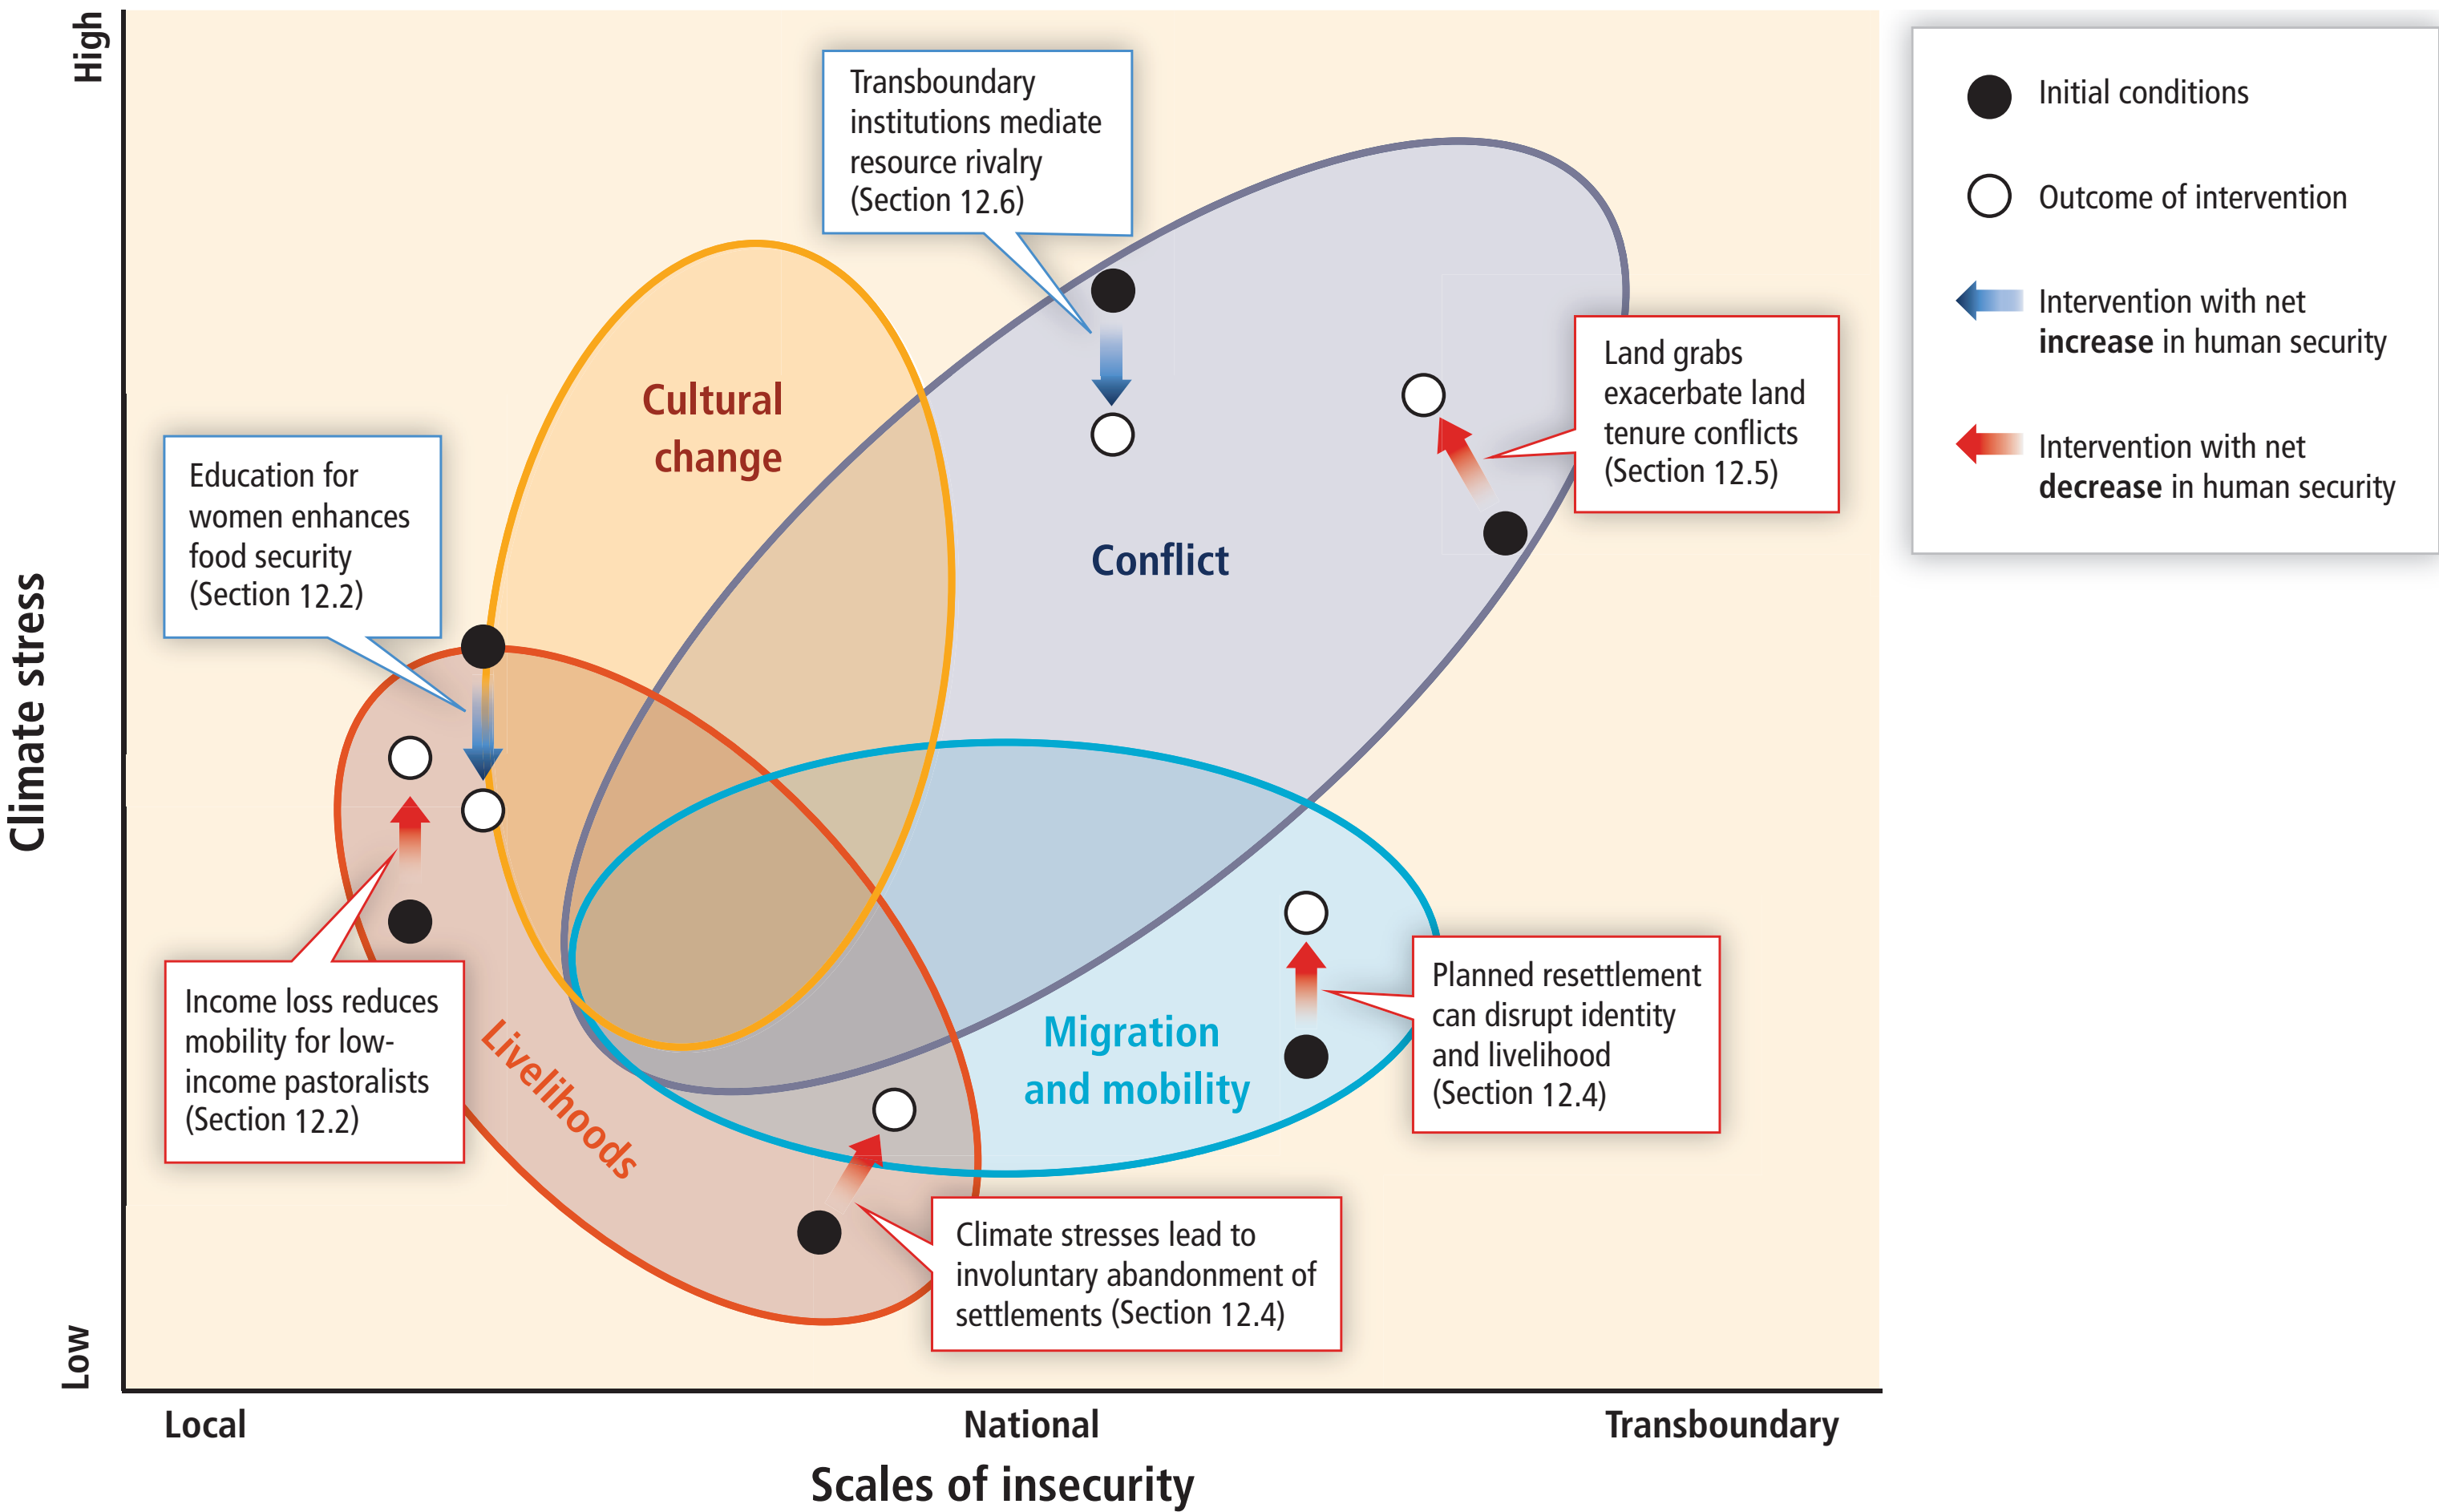 High
Climate stress
Low
Transboundary
institutions mediate
resource rivalry
(Section 12.6)
Cultural
change
Education for
women enhances
food security
(Section 12.2)
Conflict
Land grabs
exacerbate land
tenure conflicts
(Section 12.5)
Income loss reduces
mobility for low-
income pastoralists
(Section 12.2)
Livelihoods
Migration
and mobility
Planned resettlement
can disrupt identity
and livelihood
(Section 12.4)
Climate stresses lead to
involuntary abandonment of
settlements (Section 12.4)
Local
National
Transboundary
Scales of insecurity
Initial conditions
Outcome of intervention
Intervention with net
increase in human security
Intervention with net
decrease in human security